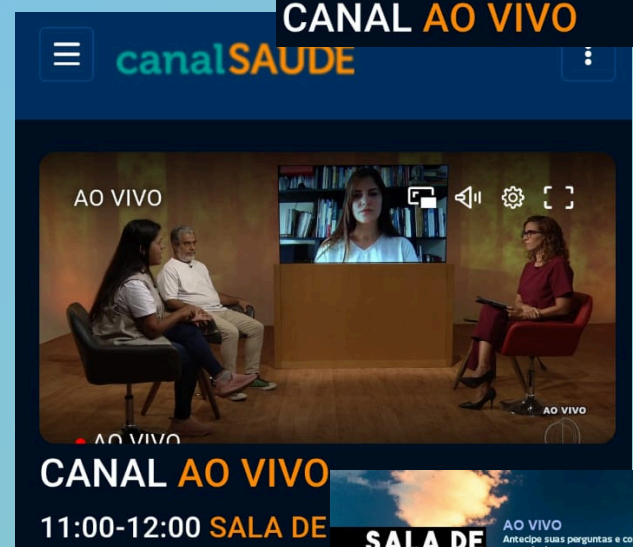 CANAL AO VIVO
canalSAUDE
AO VIVO
AO VIVO
AO VIVO
CANAL AO VIVO
11:00-12:00 SALA DE
SALA DE
AO VIVO
Antecipe suas perguntas e co